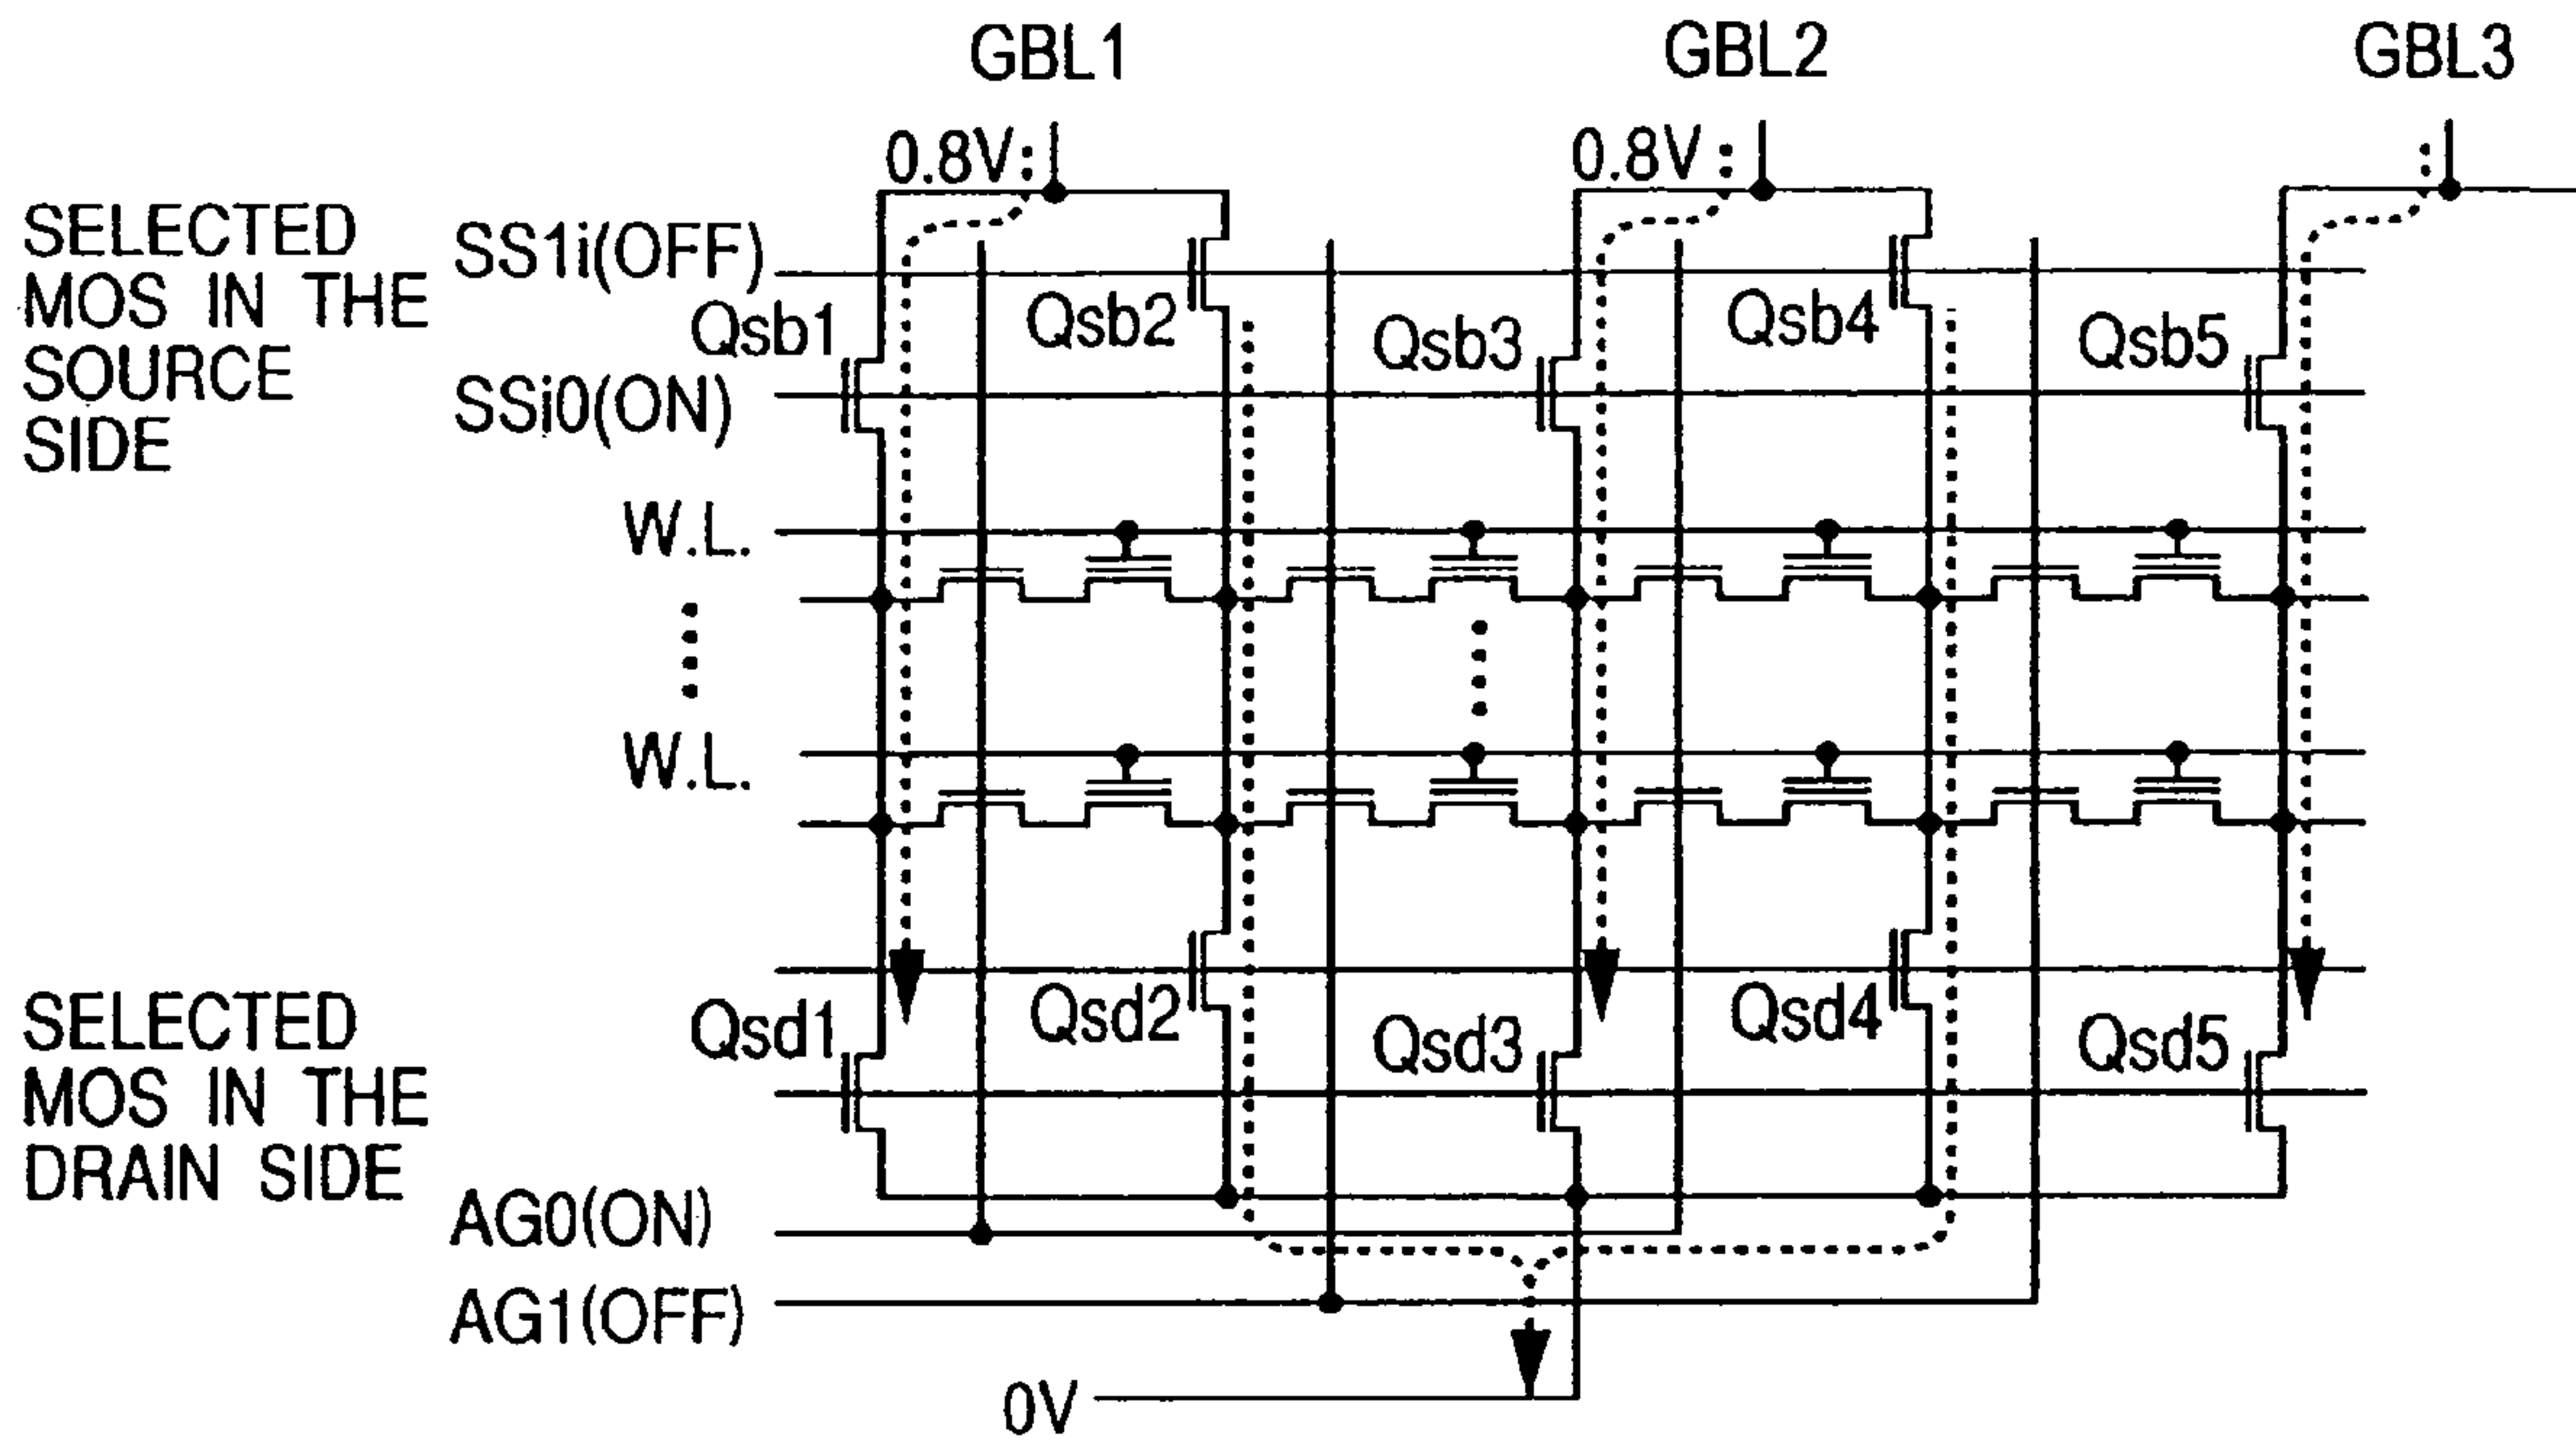 GBL1 GBL2 GBL3
0.8V: 0.8V:
SELECTED
MOS IN THE
SOURCE
SIDE
SS1i(OFF)
Qsb1 Qsb2 Qsb3 Qsb4 Qsb5
SSi0(ON)
W.L.
W.L.
SELECTED
MOS IN THE
DRAIN SIDE
Qsd1 Qsd2 Qsd3 Qsd4 Qsd5
AG0(ON)
AG1(OFF)
0V